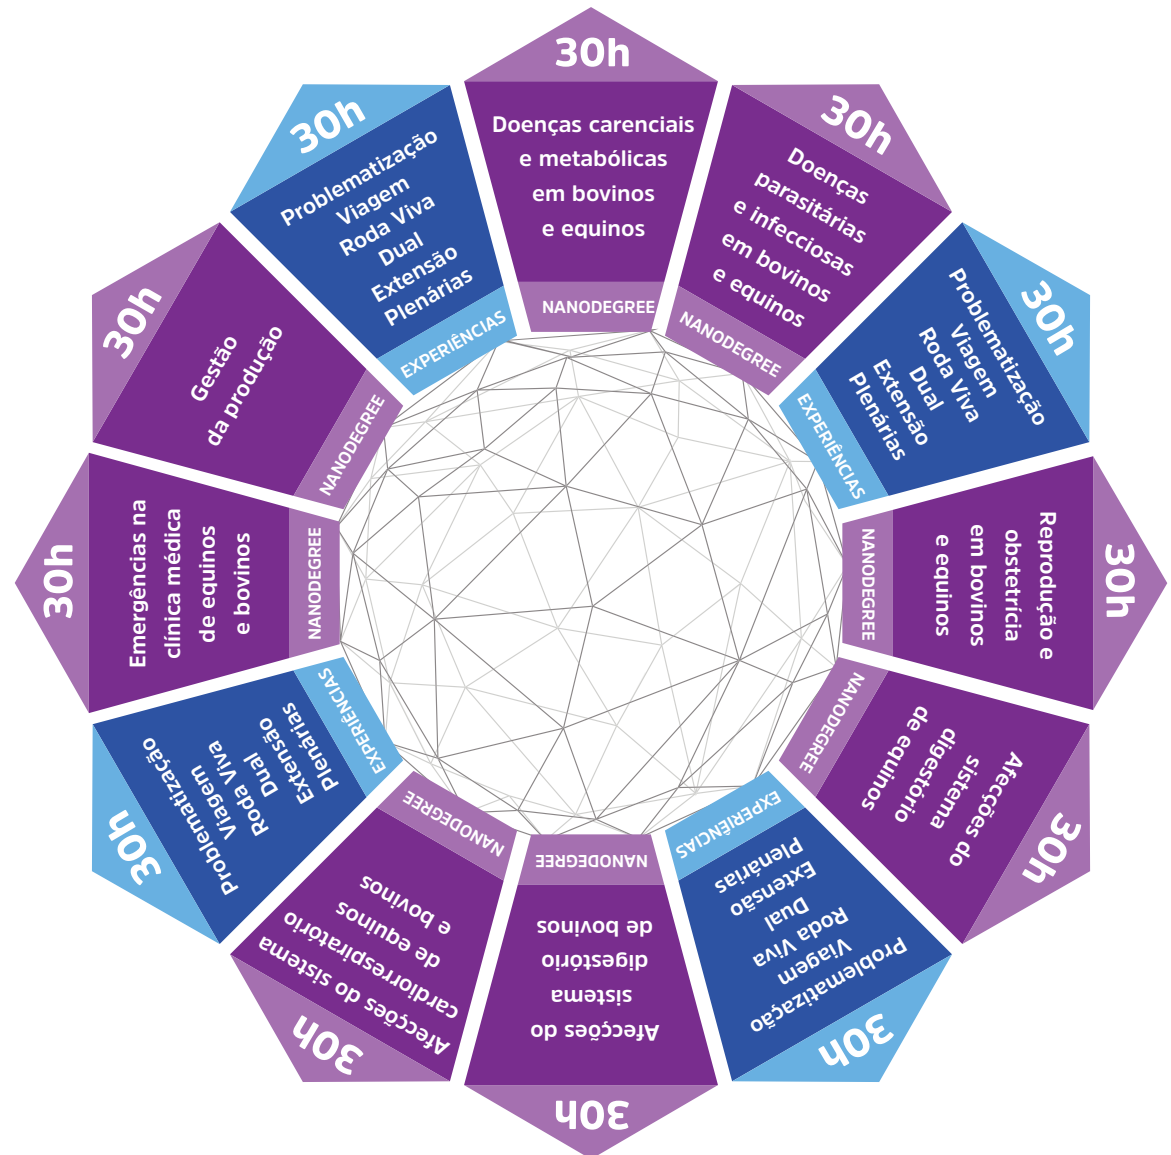 30h
Doenças carenciais
e metabólicas
em bovinos
e equinos
NANODEGREE
30h
Doenças
parasitárias
e infecciosas
em bovinos
e equinos
NANODEGREE
30h
Problematização
Viagem
Roda Viva
Dual
Extensão
Plenárias
EXPERIÊNCIAS
30h
Reprodução e
obstetrícia
em bovinos
e equinos
NANODEGREE
30h
Afecções do
sistema
digestório
de equinos
NANODEGREE
30h
Problematização
Viagem
Roda Viva
Dual
Extensão
Plenárias
EXPERIÊNCIAS
30h
Afecções do
sistema
digestório
de bovinos
NANODEGREE
30h
Afecções do sistema
cardiorrespiratório
de equinos
e bovinos
NANODEGREE
30h
Problematização
Viagem
Roda Viva
Dual
Extensão
Plenárias
EXPERIÊNCIAS
30h
Emergências na
clínica médica
de equinos
e bovinos
NANODEGREE
30h
Gestão
da produção
NANODEGREE
30h
Problematização
Viagem
Roda Viva
Dual
Extensão
Plenárias
EXPERIÊNCIAS